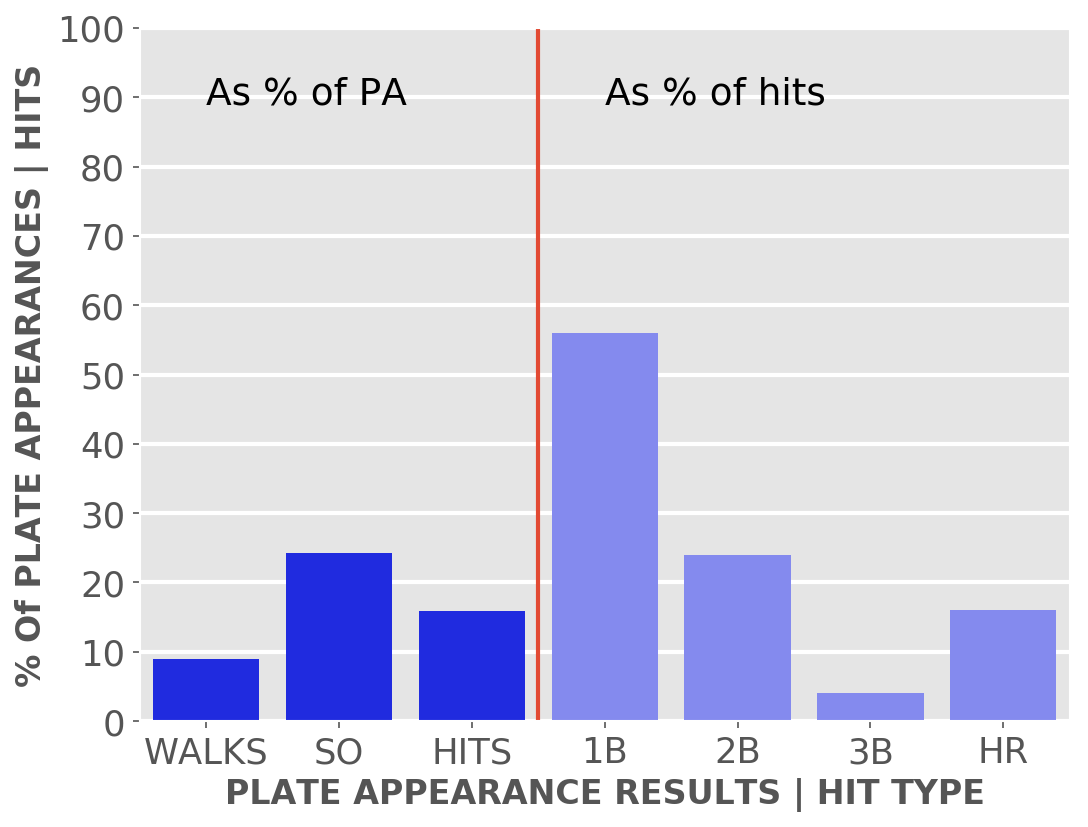 % Of PLATE APPEARANCES | HITS
100
90
80
70
60
50
40
30
20
10
0
As % of PA
As % of hits
WALKS SO HITS 1B 2B 3B HR
PLATE APPEARANCE RESULTS | HIT TYPE